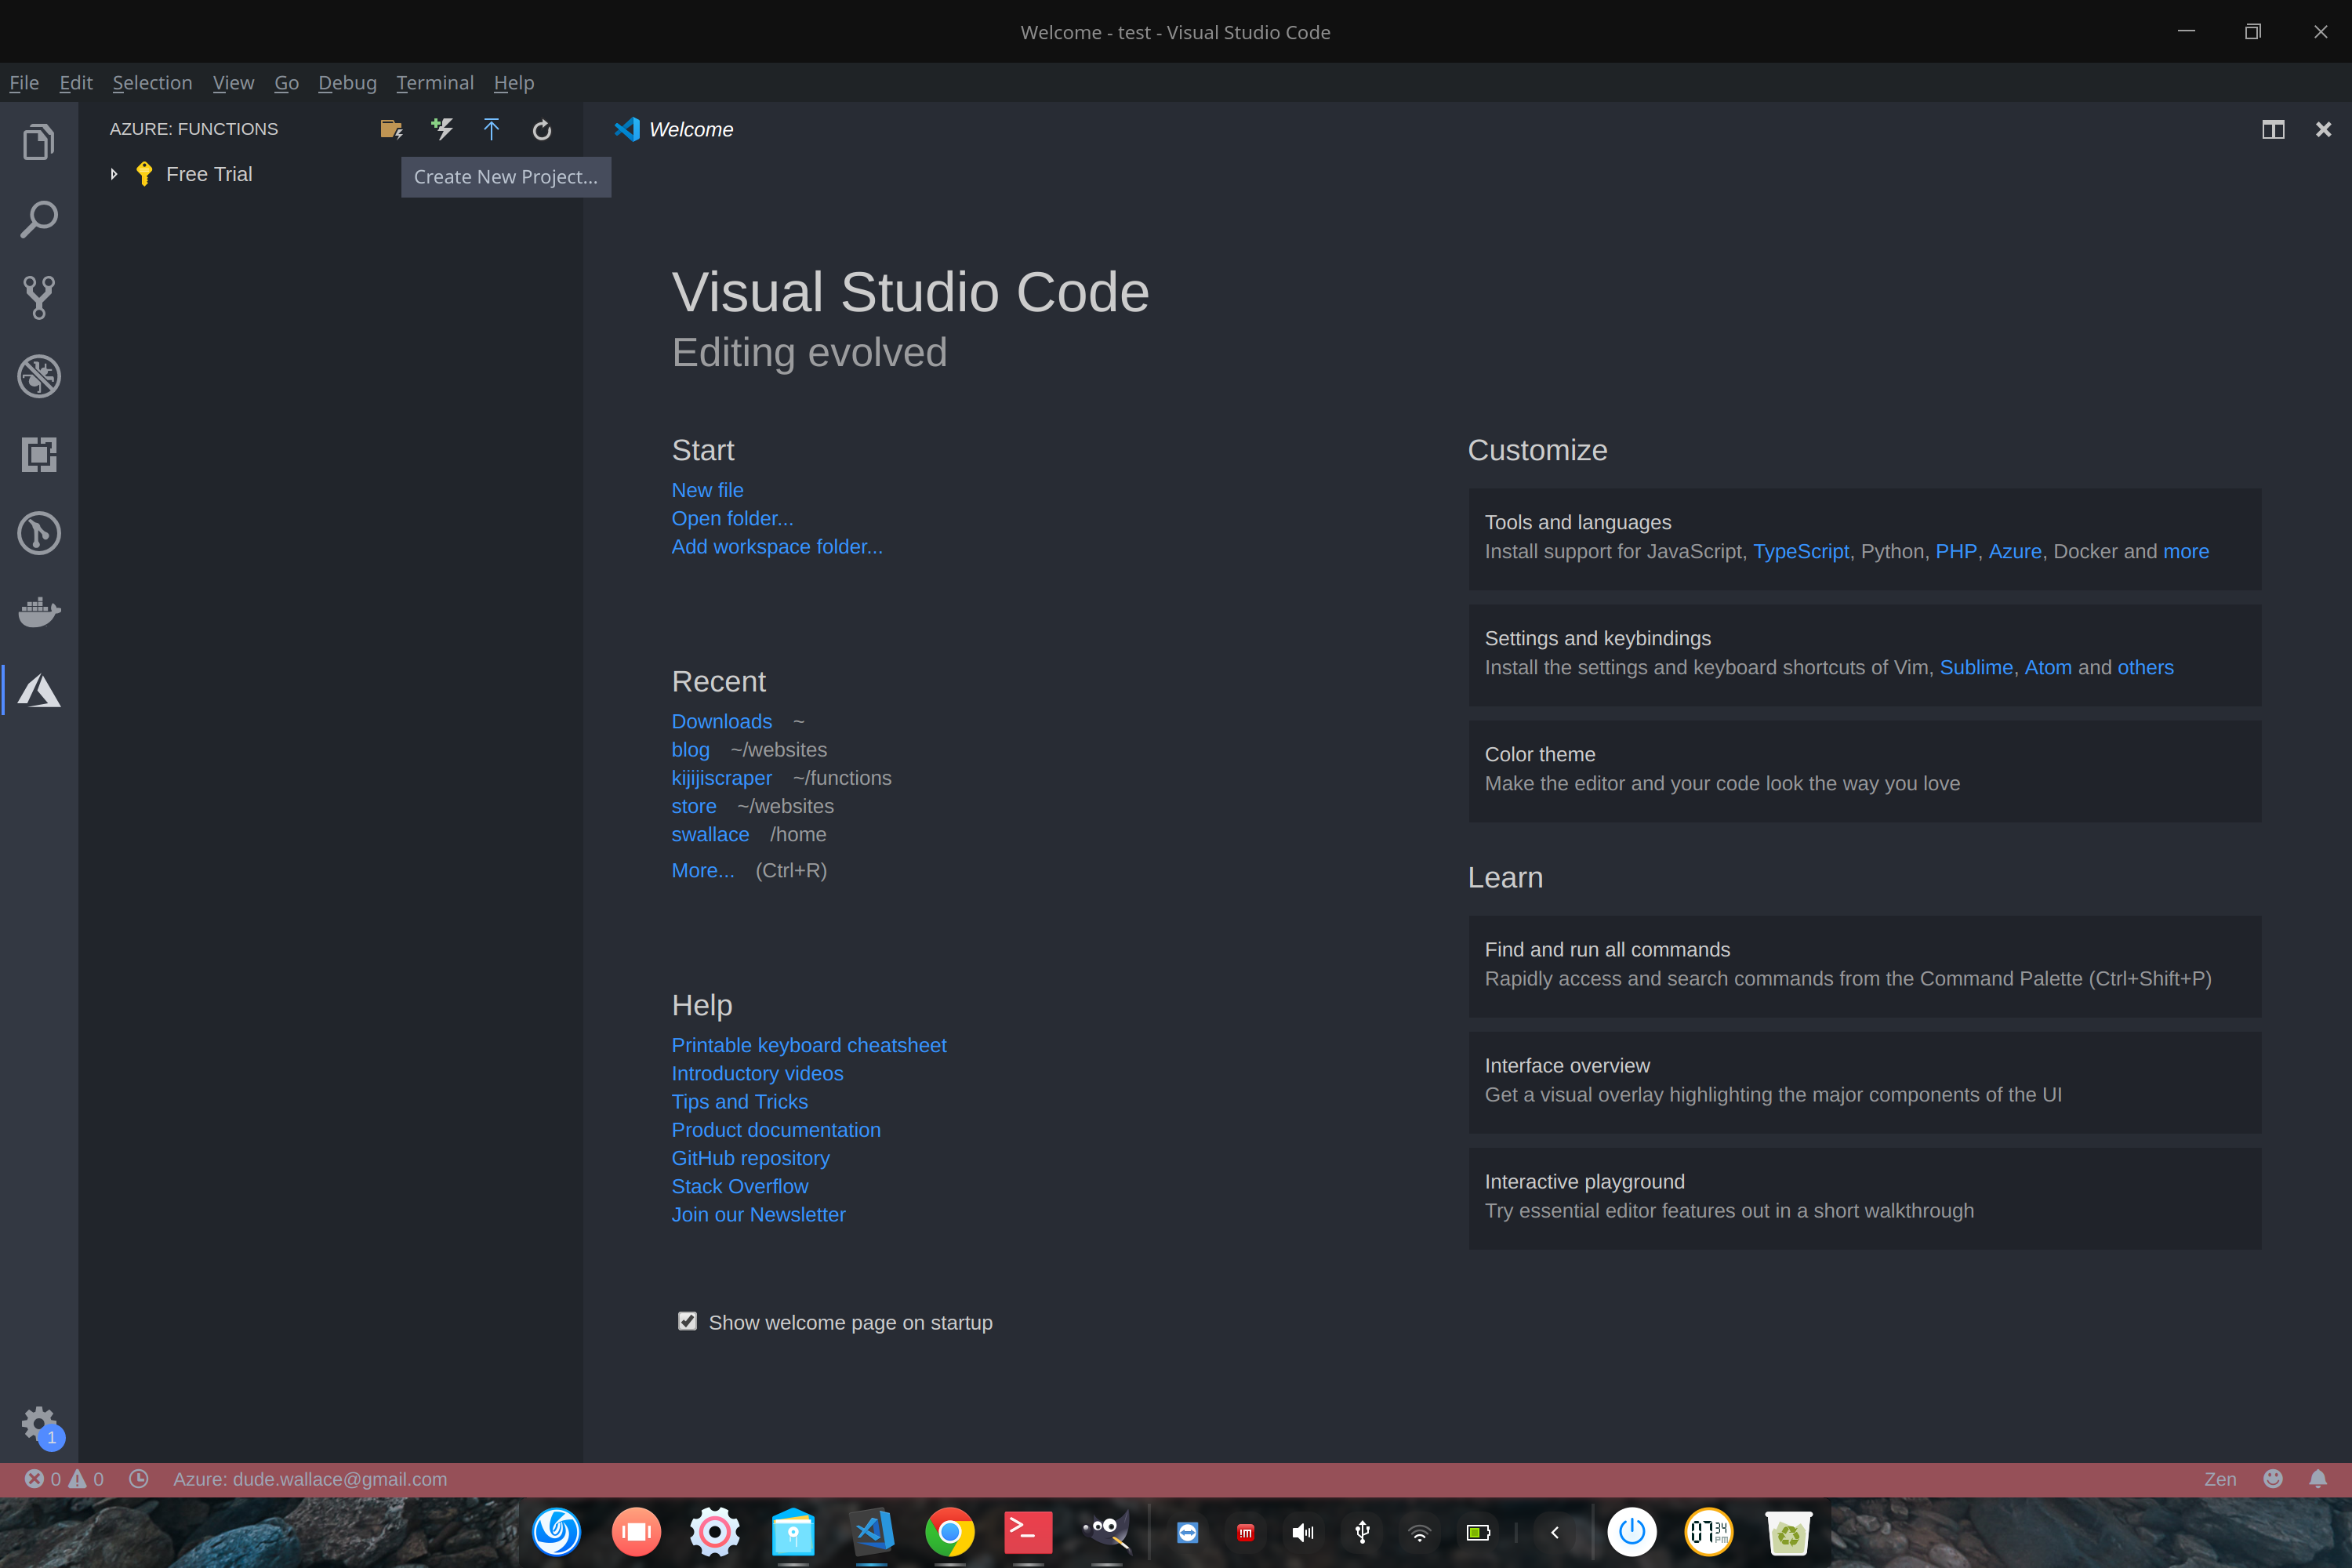 Welcome - test - Visual Studio Code
File Edit Selection View Go Debug Terminal Help
AZURE: FUNCTIONS
Free Trial
Create New Project...
Welcome
Visual Studio Code
Editing evolved
Start
New file
Open folder...
Add workspace folder...
Recent
Downloads ~
blog ~/websites
kijijiscraper ~/functions
store ~/websites
swallace /home
More... (Ctrl+R)
Help
Printable keyboard cheatsheet
Introductory videos
Tips and Tricks
Product documentation
GitHub repository
Stack Overflow
Join our Newsletter
Show welcome page on startup
Customize
Tools and languages
Install support for JavaScript, TypeScript, Python, PHP, Azure, Docker and more
Settings and keybindings
Install the settings and keyboard shortcuts of Vim, Sublime, Atom and others
Color theme
Make the editor and your code look the way you love
Learn
Find and run all commands
Rapidly access and search commands from the Command Palette (Ctrl+Shift+P)
Interface overview
Get a visual overlay highlighting the major components of the UI
Interactive playground
Try essential editor features out in a short walkthrough
1
0 0 Azure: dude.wallace@gmail.com Zen
!m
07 34 PM